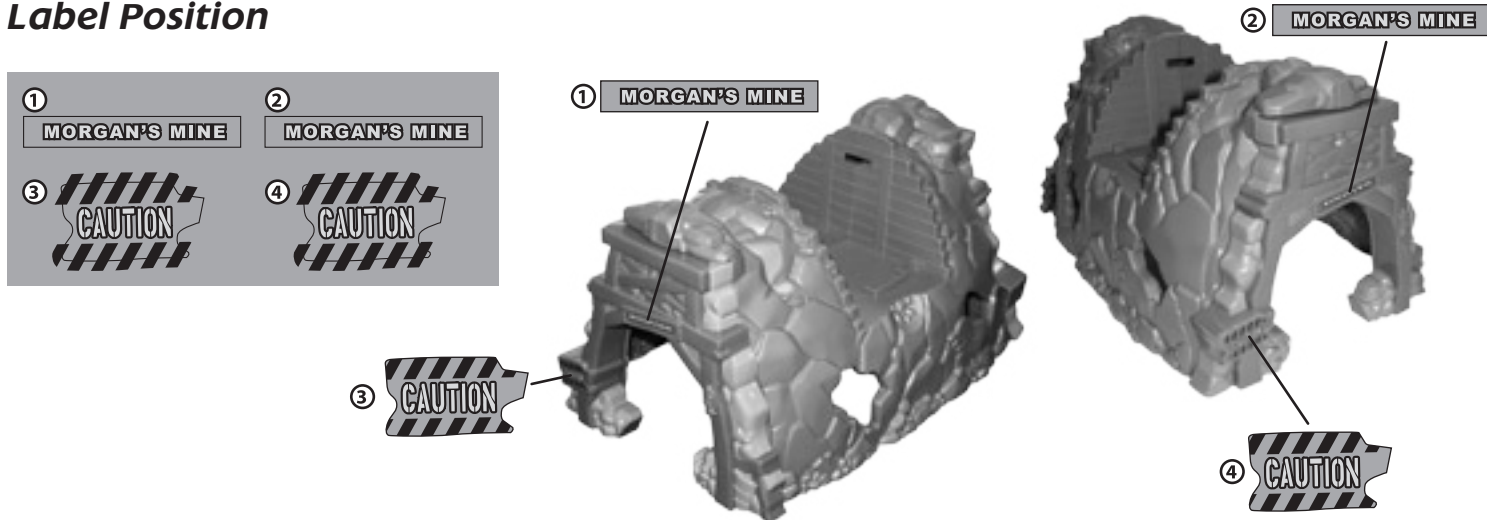 Label Position
1
2
MORGAN'S MINE
MORGAN'S MINE
3
CAUTION
4
CAUTION
1
MORGAN'S MINE
2
MORGAN'S MINE
3
CAUTION
4
CAUTION